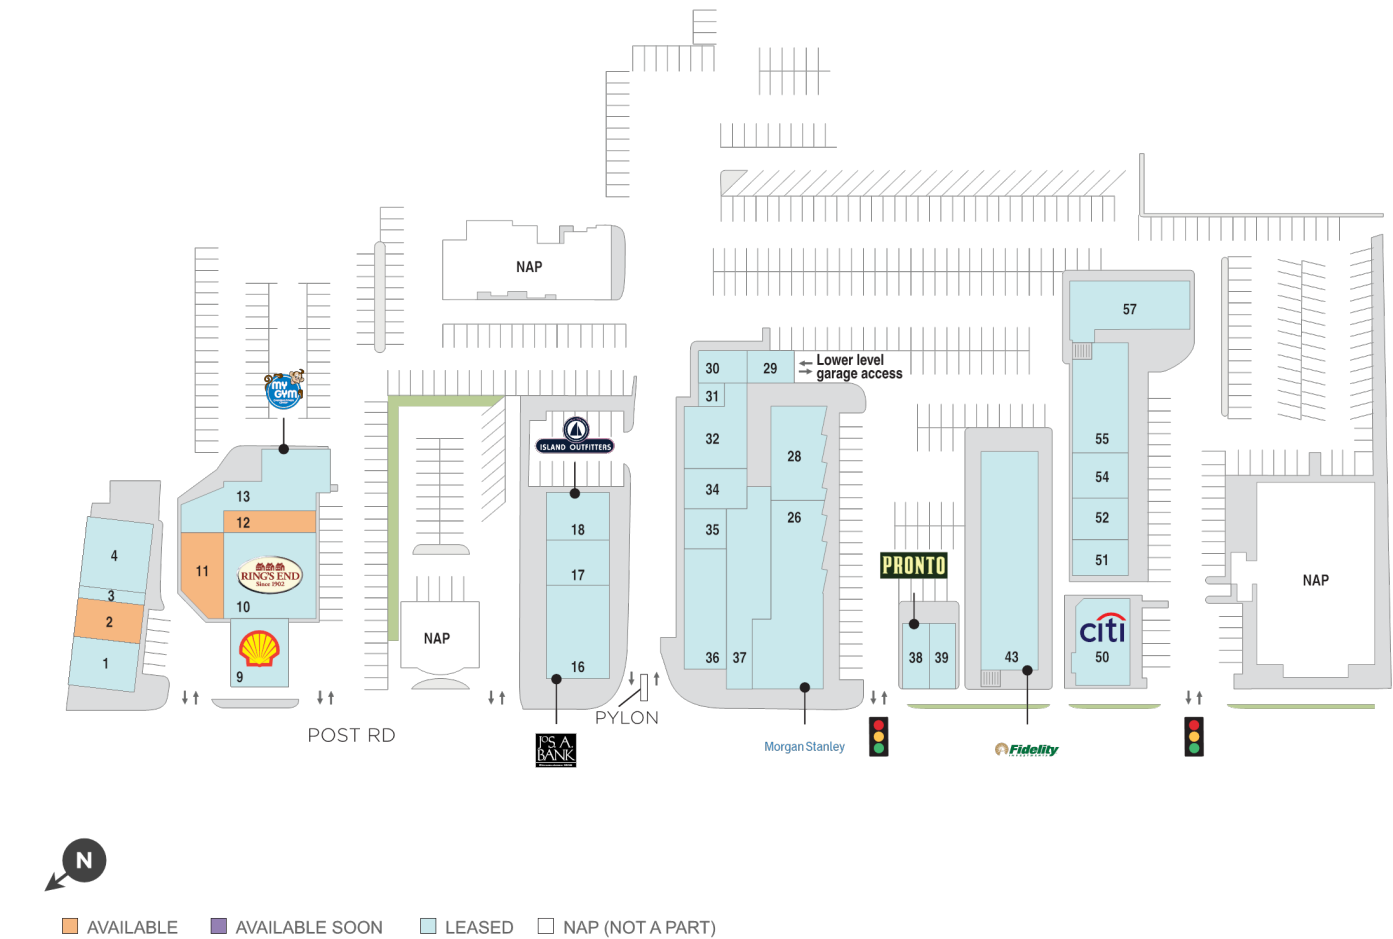 NAP
57
my
GYM
30
29
Lower level
garage access
31
ISLAND OUTFITTERS
32
28
55
13
34
54
12
18
35
26
52
4
11
RING'S END
Since 1902
17
51
PRONTO
NAP
3
10
2
NAP
citi
1
9
16
36
37
38
39
43
50
PYLON
POST RD
JoS. A.
BANK
Morgan Stanley
Fidelity
INVESTMENTS
N
AVAILABLE
AVAILABLE SOON
LEASED
NAP (NOT A PART)